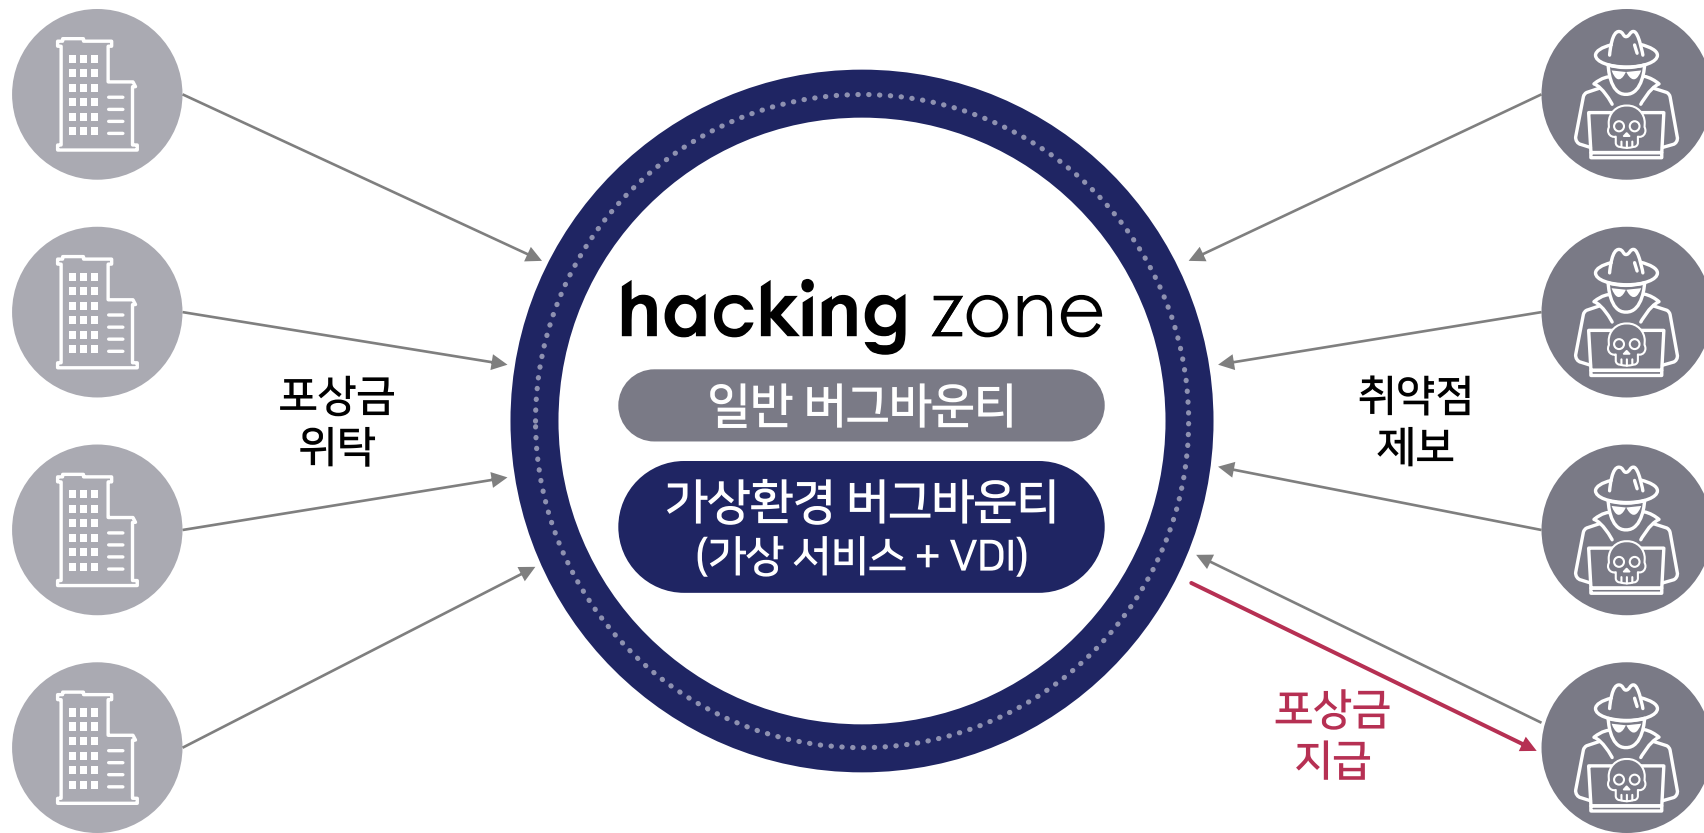 hacking zone
일반 버그바운티
가상환경 버그바운티
(가상 서비스 + VDI)
포상금
위탁
취약점
제보
포상금
지급